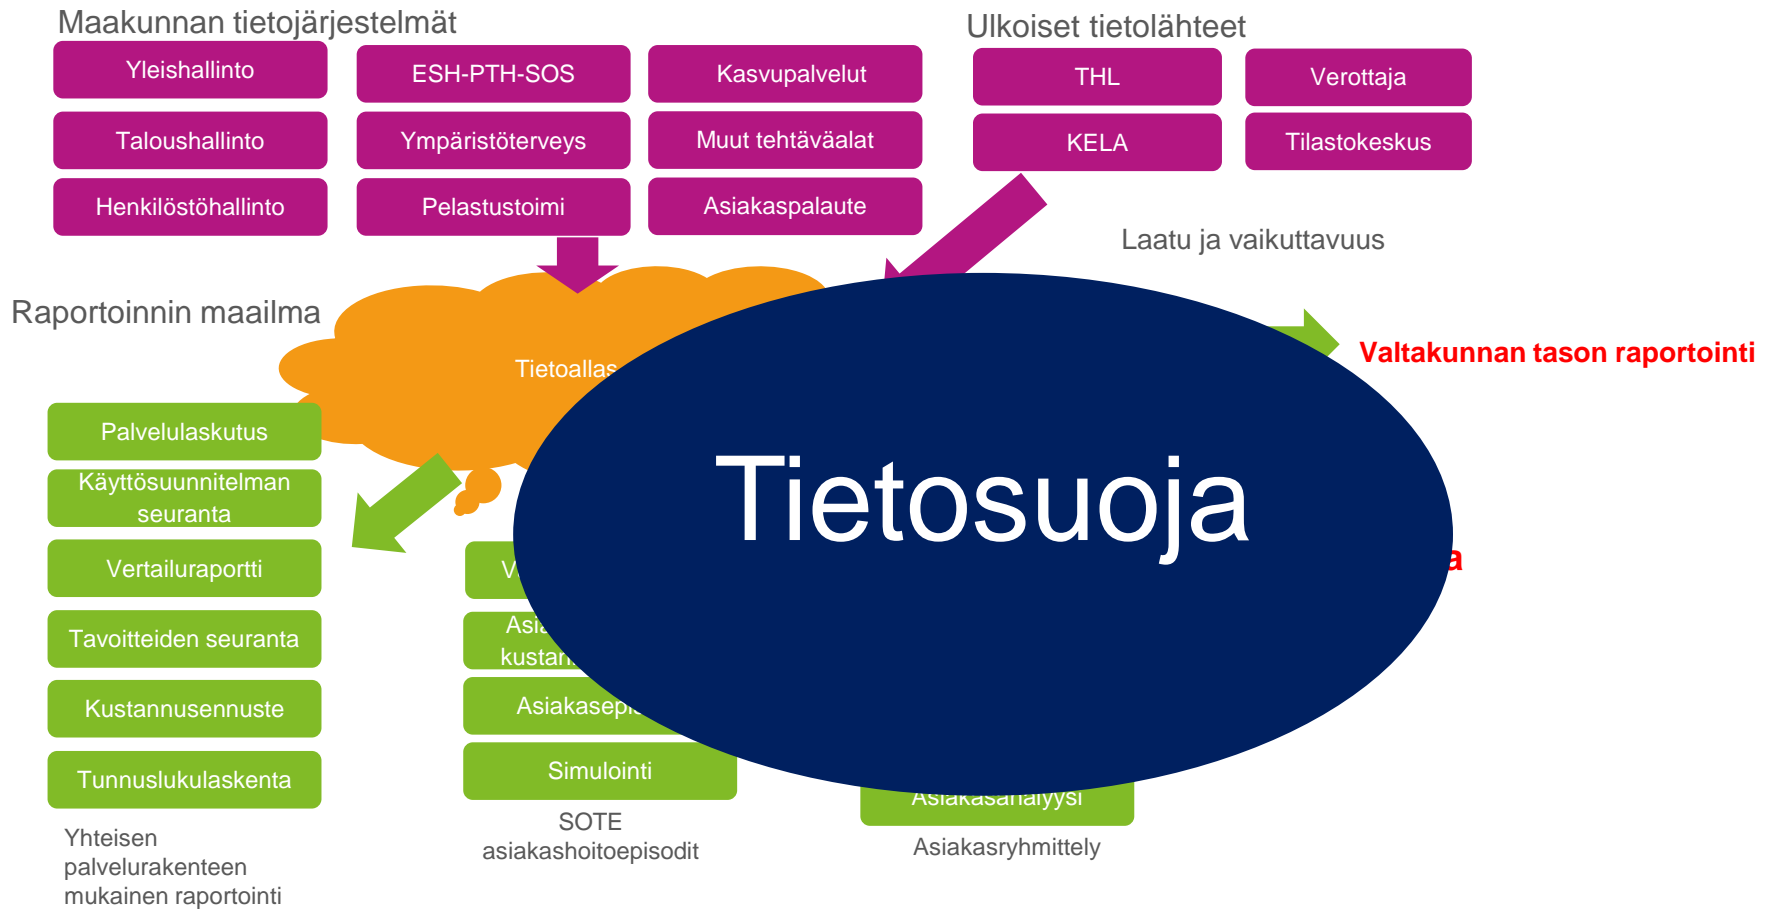 Maakunnan tietojärjestelmät
Ulkoiset tietolähteet
Yleishallinto
ESH-PTH-SOS
Kasvupalvelut
THL
Verottaja
Taloushallinto
Ympäristöterveys
Muut tehtäväalat
KELA
Tilastokeskus
Henkilöstöhallinto
Pelastustoimi
Asiakaspalaute
Laatu ja vaikuttavuus
Raportoinnin maailma
Tietoallas
Valtakunnan tason raportointi
Tietosuoja
Palvelulaskutus
Käyttösuunnitelman
seuranta
Vertailuraportti
Tavoitteiden seuranta
Kustannusennuste
Tunnuslukulaskenta
Yhteisen
palvelurakenteen
mukainen raportointi
Simulointi
SOTE
asiakashoitoepisodit
Asiakasanalyysi
Asiakasryhmittely